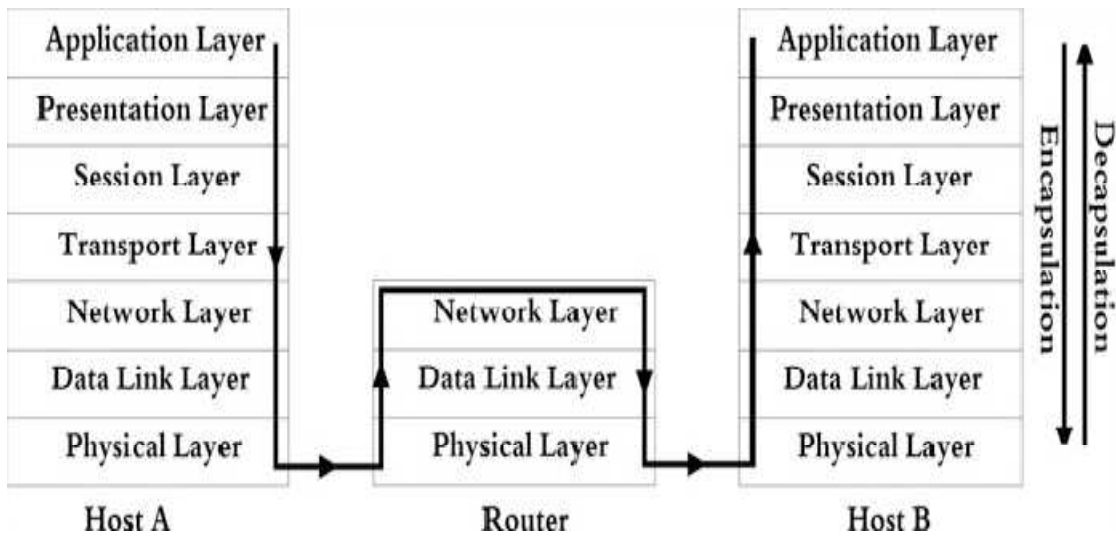 Application Layer
Presentation Layer
Session Layer
Transport Layer
Network Layer
Data Link Layer
Physical Layer
Host A
Network Layer
Data Link Layer
Physical Layer
Router
Application Layer
Presentation Layer
Session Layer
Transport Layer
Network Layer
Data Link Layer
Physical Layer
Host B
Encapsulation
Decapsulation